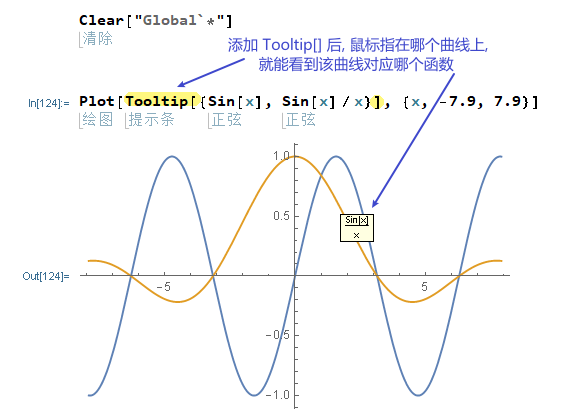 Clear["Global`*"]
清除
添加 Tooltip[] 后, 鼠标指在哪个曲线上,
就能看到该曲线对应哪个函数
In[124]:= Plot[Tooltip[{Sin[x], Sin[x] / x}], {x, -7.9, 7.9}]
绘图 提示条 正弦 正弦
1.0
0.5
Sin[x]
x
Out[124]=
-5 5
-0.5
-1.0